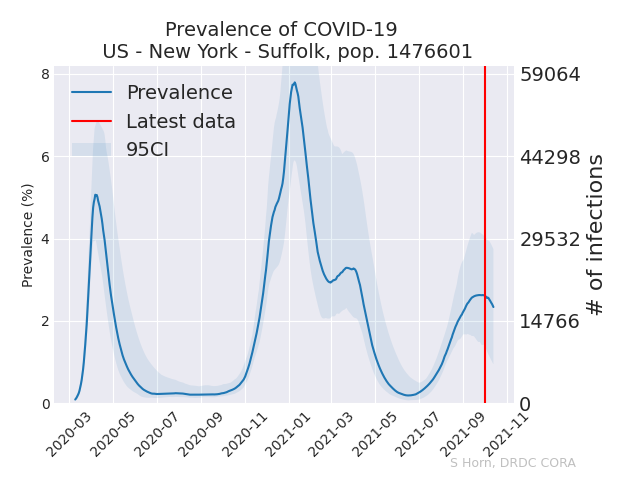 Prevalence of COVID-19
US - New York - Suffolk, pop. 1476601
Prevalence
Latest data
95CI
Prevalence (%)
8
6
4
2
0
59064
44298
29532
14766
0
# of infections
2020-03
2020-05
2020-07
2020-09
2020-11
2021-01
2021-03
2021-05
2021-07
2021-09
2021-11
S Horn, DRDC CORA